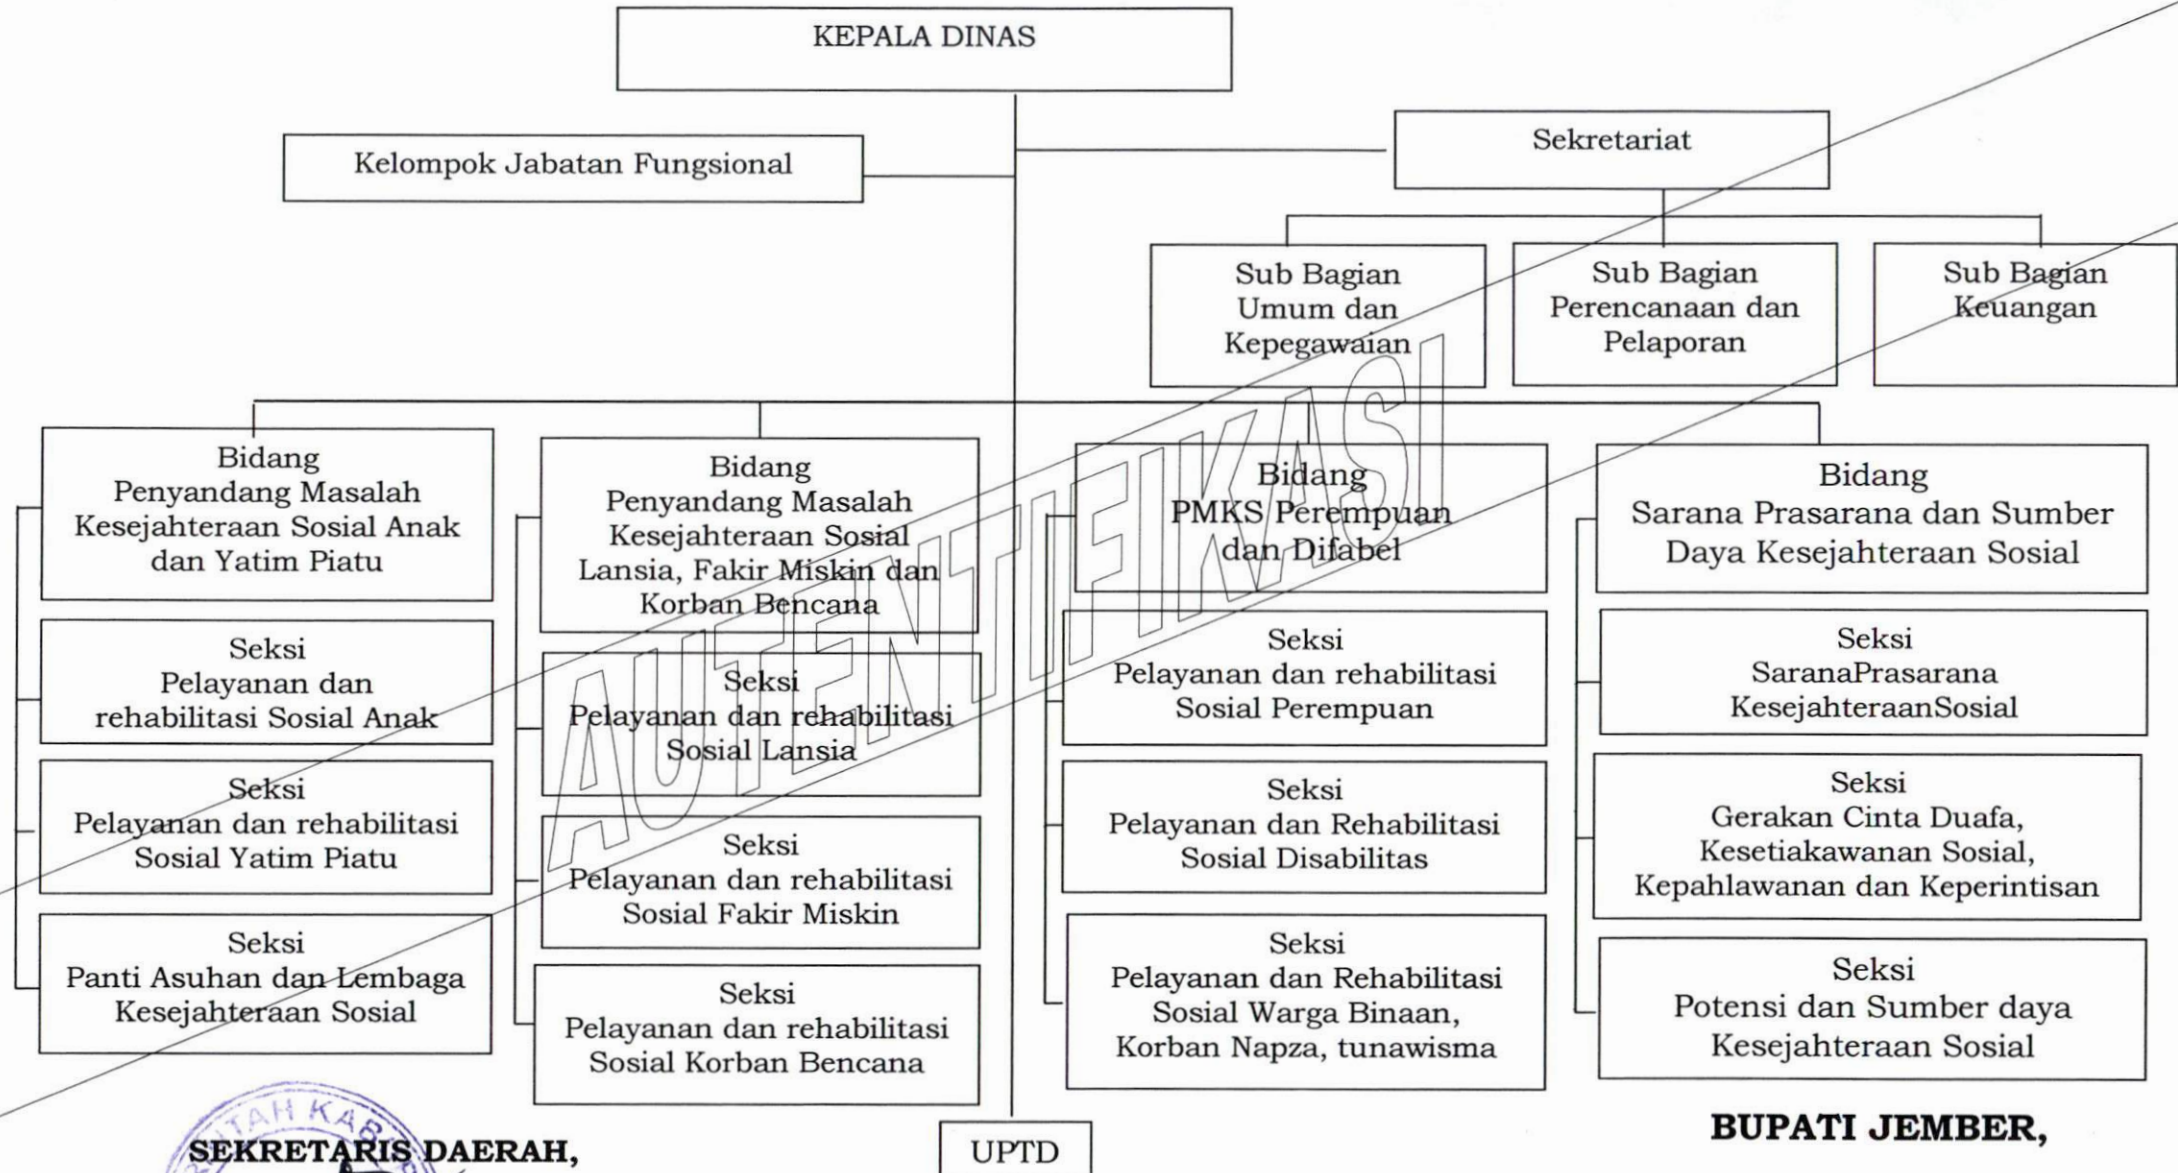 KEPALA DINAS
Kelompok Jabatan Fungsional
Sekretariat
Sub Bagian
Umum dan
Kepegawaian
Sub Bagian
Perencanaan dan
Pelaporan
Sub Bagian
Keuangan
Bidang
Penyandang Masalah
Kesejahteraan Sosial Anak
dan Yatim Piatu
Seksi
Pelayanan dan
rehabilitasi Sosial Anak
Seksi
Pelayanan dan rehabilitasi
Sosial Yatim Piatu
Seksi
Panti Asuhan dan Lembaga
Kesejahteraan Sosial
Bidang
Penyandang Masalah
Kesejahteraan Sosial
Lansia, Fakir Miskin dan
Korban Bencana
Seksi
Pelayanan dan rehabilitasi
Sosial Lansia
Seksi
Pelayanan dan rehabilitasi
Sosial Fakir Miskin
Seksi
Pelayanan dan rehabilitasi
Sosial Korban Bencana
Bidang
PMKS Perempuan
dan Difabel
Seksi
Pelayanan dan rehabilitasi
Sosial Perempuan
Seksi
Pelayanan dan Rehabilitasi
Sosial Disabilitas
Seksi
Pelayanan dan Rehabilitasi
Sosial Warga Binaan,
Korban Napza, tunawisma
Bidang
Sarana Prasarana dan Sumber
Daya Kesejahteraan Sosial
Seksi
SaranaPrasarana
KesejahteraanSosial
Seksi
Gerakan Cinta Duafa,
Kesetiakawanan Sosial,
Kepahlawanan dan Keperintisan
Seksi
Potensi dan Sumber daya
Kesejahteraan Sosial
AUTENTIFIKASI
UPTD
SEKRETARIS DAERAH,
BUPATI JEMBER,